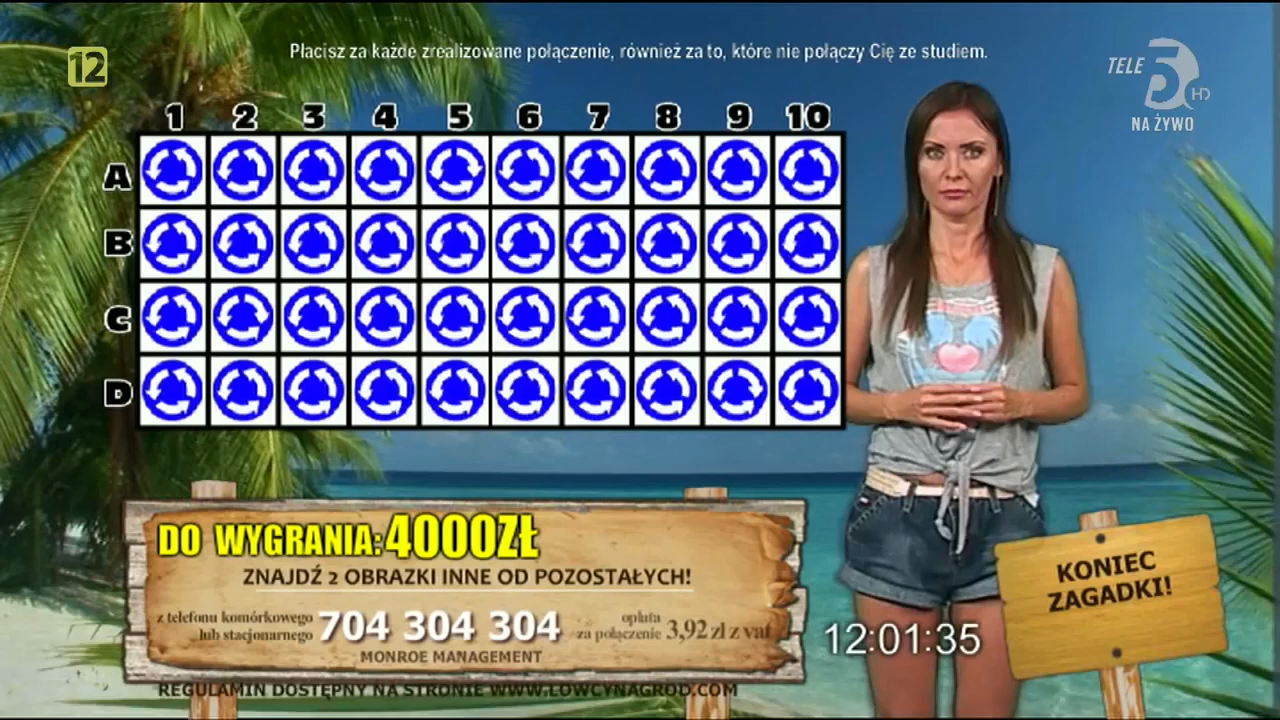 12
Płacisz za każde zrealizowane połączenie, również za to, które nie połączy Cię ze studiem.
TELE 5 HD
NA ŻYWO
1 2 3 4 5 6 7 8 9 10
A
B
C
D
DO WYGRANIA: 4000ZŁ
ZNAJDŹ 2 OBRAZKI INNE OD POZOSTAŁYCH!
z telefonu komórkowego
lub stacjonarnego
704 304 304
opłata
za połączenie 3,92 zł z vat
MONROE MANAGEMENT
REGULAMIN DOSTĘPNY NA STRONIE WWW.LOWCYNAGROD.COM
12:01:35
KONIEC
ZAGADKI!